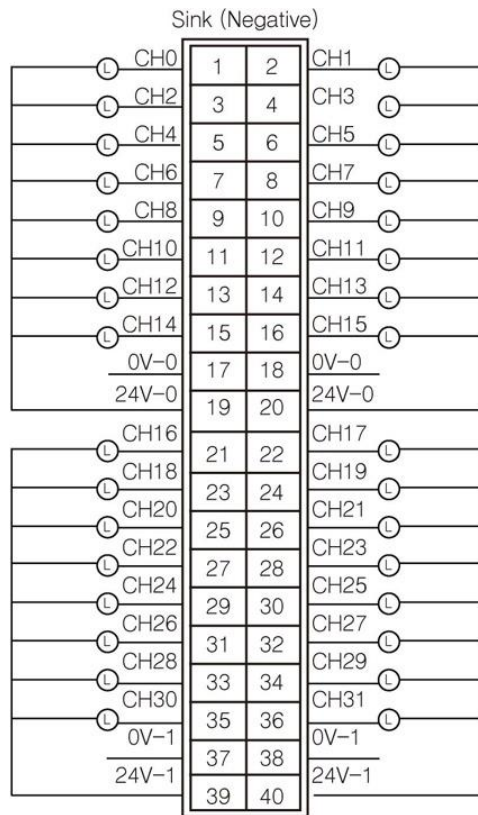 Sink (Negative)
L CH0 1 2 CH1 L
L CH2 3 4 CH3 L
L CH4 5 6 CH5 L
L CH6 7 8 CH7 L
L CH8 9 10 CH9 L
L CH10 11 12 CH11 L
L CH12 13 14 CH13 L
L CH14 15 16 CH15 L
0V-0 17 18 0V-0
24V-0 19 20 24V-0
L CH16 21 22 CH17 L
L CH18 23 24 CH19 L
L CH20 25 26 CH21 L
L CH22 27 28 CH23 L
L CH24 29 30 CH25 L
L CH26 31 32 CH27 L
L CH28 33 34 CH29 L
L CH30 35 36 CH31 L
0V-1 37 38 0V-1
24V-1 39 40 24V-1